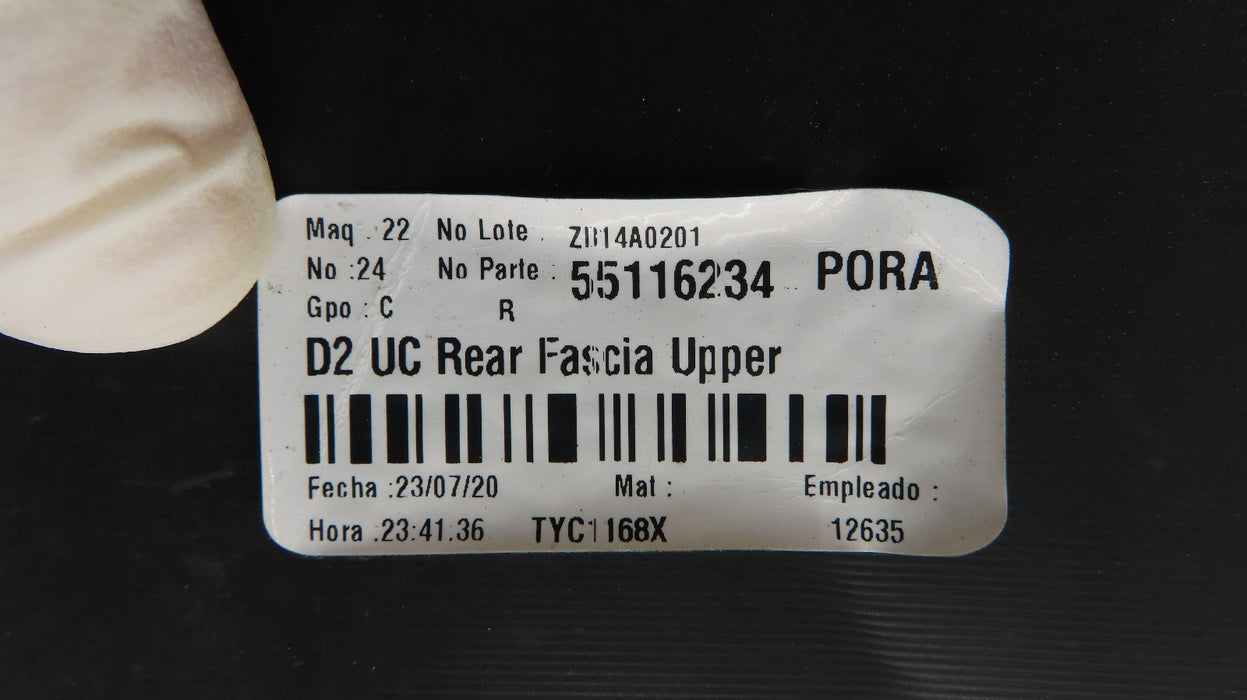 Maq : 22 No Lote : ZB14A0201
No :24 No Parte : 55116234 PORA
Gpo : C R
D2 UC Rear Fascia Upper
Fecha :23/07/20 Mat : Empleado :
Hora :23:41:36 TYC1168X 12635